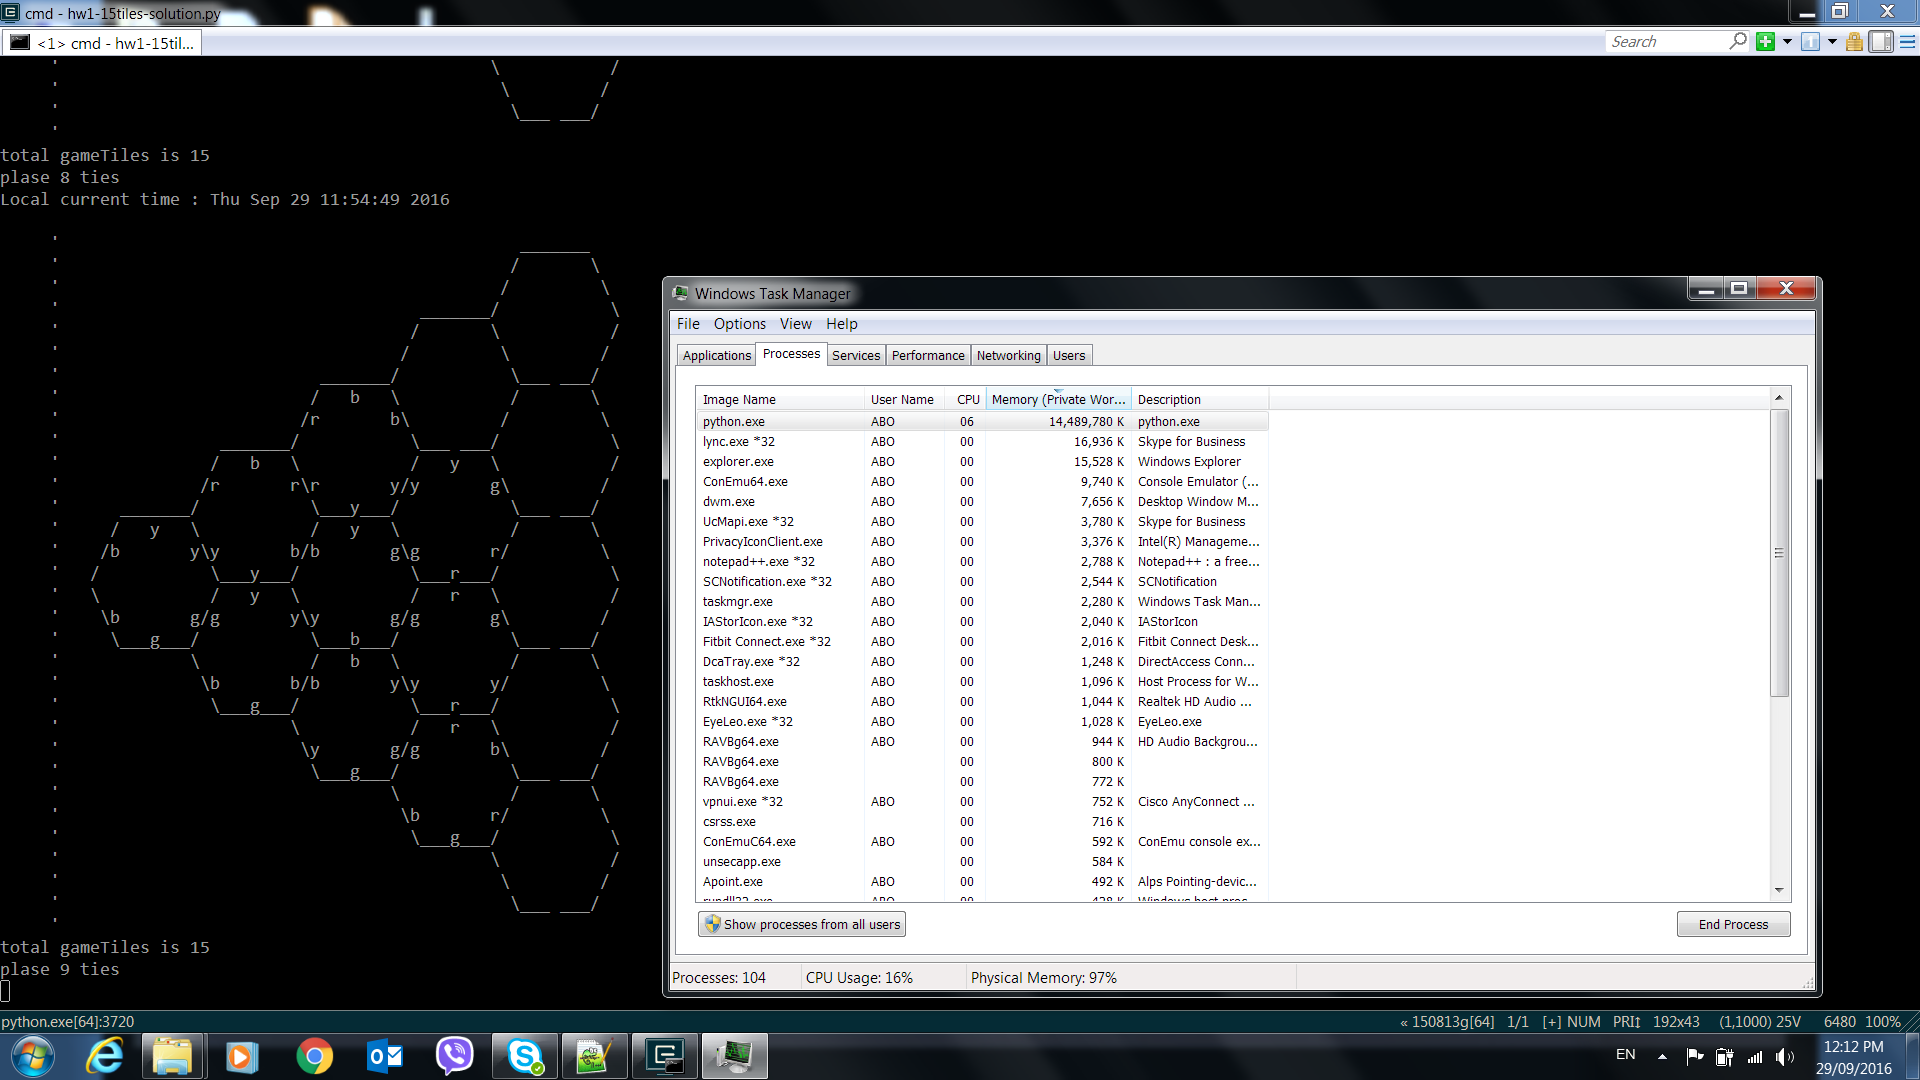 cmd - hw1-15tiles-solution.py
<1> cmd - hw1-15til...
Search
total gameTiles is 15
plase 8 ties
Local current time : Thu Sep 29 11:54:49 2016
b
/r b\
b y
/r r\r y/y g\
y
y y
/b y\y b/b g\g r/
y r
y r
\b g/g y\y g/g g\
g b
b
\b b/b y\y y/
g r
r
\y g/g b\
g
\b r/
g
total gameTiles is 15
plase 9 ties
Windows Task Manager
File Options View Help
Applications Processes Services Performance Networking Users
Image Name User Name CPU Memory (Private Wor... Description
python.exe ABO 06 14,489,780 K python.exe
lync.exe *32 ABO 00 16,936 K Skype for Business
explorer.exe ABO 00 15,528 K Windows Explorer
ConEmu64.exe ABO 00 9,740 K Console Emulator (...
dwm.exe ABO 00 7,656 K Desktop Window M...
UcMapi.exe *32 ABO 00 3,780 K Skype for Business
PrivacyIconClient.exe ABO 00 3,376 K Intel(R) Manageme...
notepad++.exe *32 ABO 00 2,788 K Notepad++ : a free...
SCNotification.exe *32 ABO 00 2,544 K SCNotification
taskmgr.exe ABO 00 2,280 K Windows Task Man...
IAStorIcon.exe *32 ABO 00 2,040 K IAStorIcon
Fitbit Connect.exe *32 ABO 00 2,016 K Fitbit Connect Desk...
DcaTray.exe *32 ABO 00 1,248 K DirectAccess Conn...
taskhost.exe ABO 00 1,096 K Host Process for W...
RtkNGUI64.exe ABO 00 1,044 K Realtek HD Audio ...
EyeLeo.exe *32 ABO 00 1,028 K EyeLeo.exe
RAVBg64.exe ABO 00 944 K HD Audio Backgrou...
RAVBg64.exe 00 800 K
RAVBg64.exe 00 772 K
vpnui.exe *32 ABO 00 752 K Cisco AnyConnect ...
csrss.exe 00 716 K
ConEmuC64.exe ABO 00 592 K ConEmu console ex...
unsecapp.exe 00 584 K
Apoint.exe ABO 00 492 K Alps Pointing-devic...
Show processes from all users End Process
Processes: 104 CPU Usage: 16% Physical Memory: 97%
python.exe[64]:3720 « 150813g[64] 1/1 [+] NUM PRI↕ 192x43 (1,1000) 25V 6480 100%
EN 12:12 PM
29/09/2016